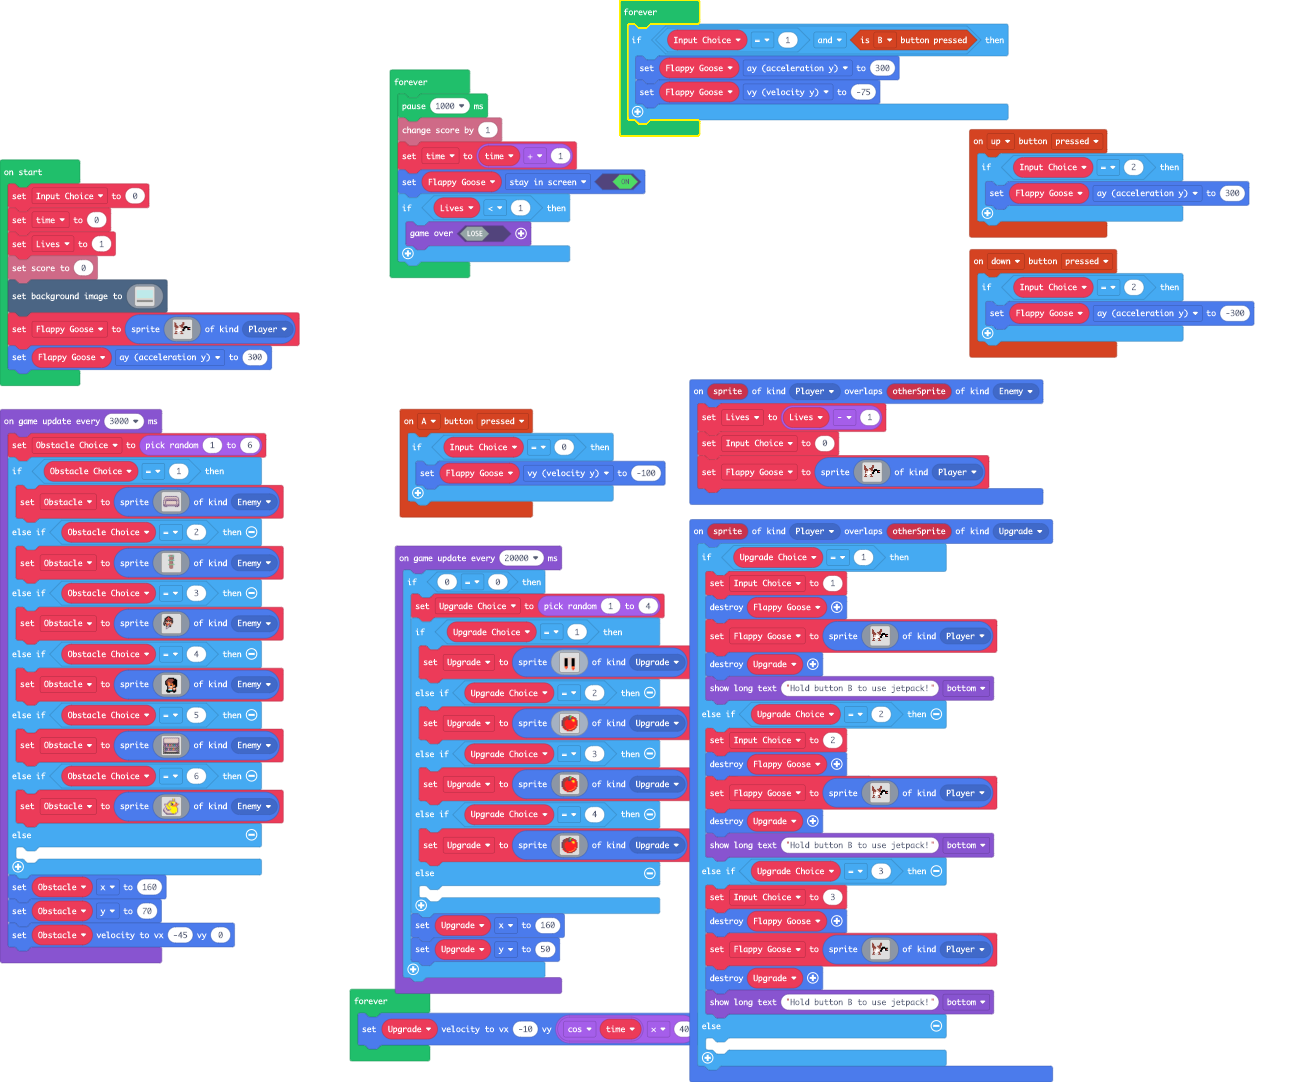 on start
set Input Choice to 0
set time to 0
set Lives to 1
set score to 0
set background image to
set Flappy Goose to sprite of kind Player
set Flappy Goose ay (acceleration y) to 300
on game update every 3000 ms
set Obstacle Choice to pick random 1 to 6
if Obstacle Choice = 1 then
set Obstacle to sprite of kind Enemy
else if Obstacle Choice = 2 then
set Obstacle to sprite of kind Enemy
else if Obstacle Choice = 3 then
set Obstacle to sprite of kind Enemy
else if Obstacle Choice = 4 then
set Obstacle to sprite of kind Enemy
else if Obstacle Choice = 5 then
set Obstacle to sprite of kind Enemy
else if Obstacle Choice = 6 then
set Obstacle to sprite of kind Enemy
else
set Obstacle x to 160
set Obstacle y to 70
set Obstacle velocity to vx -45 vy 0
forever
pause 1000 ms
change score by 1
set time to time + 1
set Flappy Goose stay in screen ON
if Lives < 1 then
game over LOSE
on A button pressed
if Input Choice = 0 then
set Flappy Goose vy (velocity y) to -100
on game update every 20000 ms
if 0 = 0 then
set Upgrade Choice to pick random 1 to 4
if Upgrade Choice = 1 then
set Upgrade to sprite of kind Upgrade
else if Upgrade Choice = 2 then
set Upgrade to sprite of kind Upgrade
else if Upgrade Choice = 3 then
set Upgrade to sprite of kind Upgrade
else if Upgrade Choice = 4 then
set Upgrade to sprite of kind Upgrade
else
set Upgrade x to 160
set Upgrade y to 50
forever
set Upgrade velocity to vx -10 vy cos time × 40
forever
if Input Choice = 1 and is B button pressed then
set Flappy Goose ay (acceleration y) to 300
set Flappy Goose vy (velocity y) to -75
on up button pressed
if Input Choice = 2 then
set Flappy Goose ay (acceleration y) to 300
on down button pressed
if Input Choice = 2 then
set Flappy Goose ay (acceleration y) to -300
on sprite of kind Player overlaps otherSprite of kind Enemy
set Lives to Lives - 1
set Input Choice to 0
set Flappy Goose to sprite of kind Player
on sprite of kind Player overlaps otherSprite of kind Upgrade
if Upgrade Choice = 1 then
set Input Choice to 1
destroy Flappy Goose
set Flappy Goose to sprite of kind Player
destroy Upgrade
show long text "Hold button B to use jetpack!" bottom
else if Upgrade Choice = 2 then
set Input Choice to 2
destroy Flappy Goose
set Flappy Goose to sprite of kind Player
destroy Upgrade
show long text "Hold button B to use jetpack!" bottom
else if Upgrade Choice = 3 then
set Input Choice to 3
destroy Flappy Goose
set Flappy Goose to sprite of kind Player
destroy Upgrade
show long text "Hold button B to use jetpack!" bottom
else